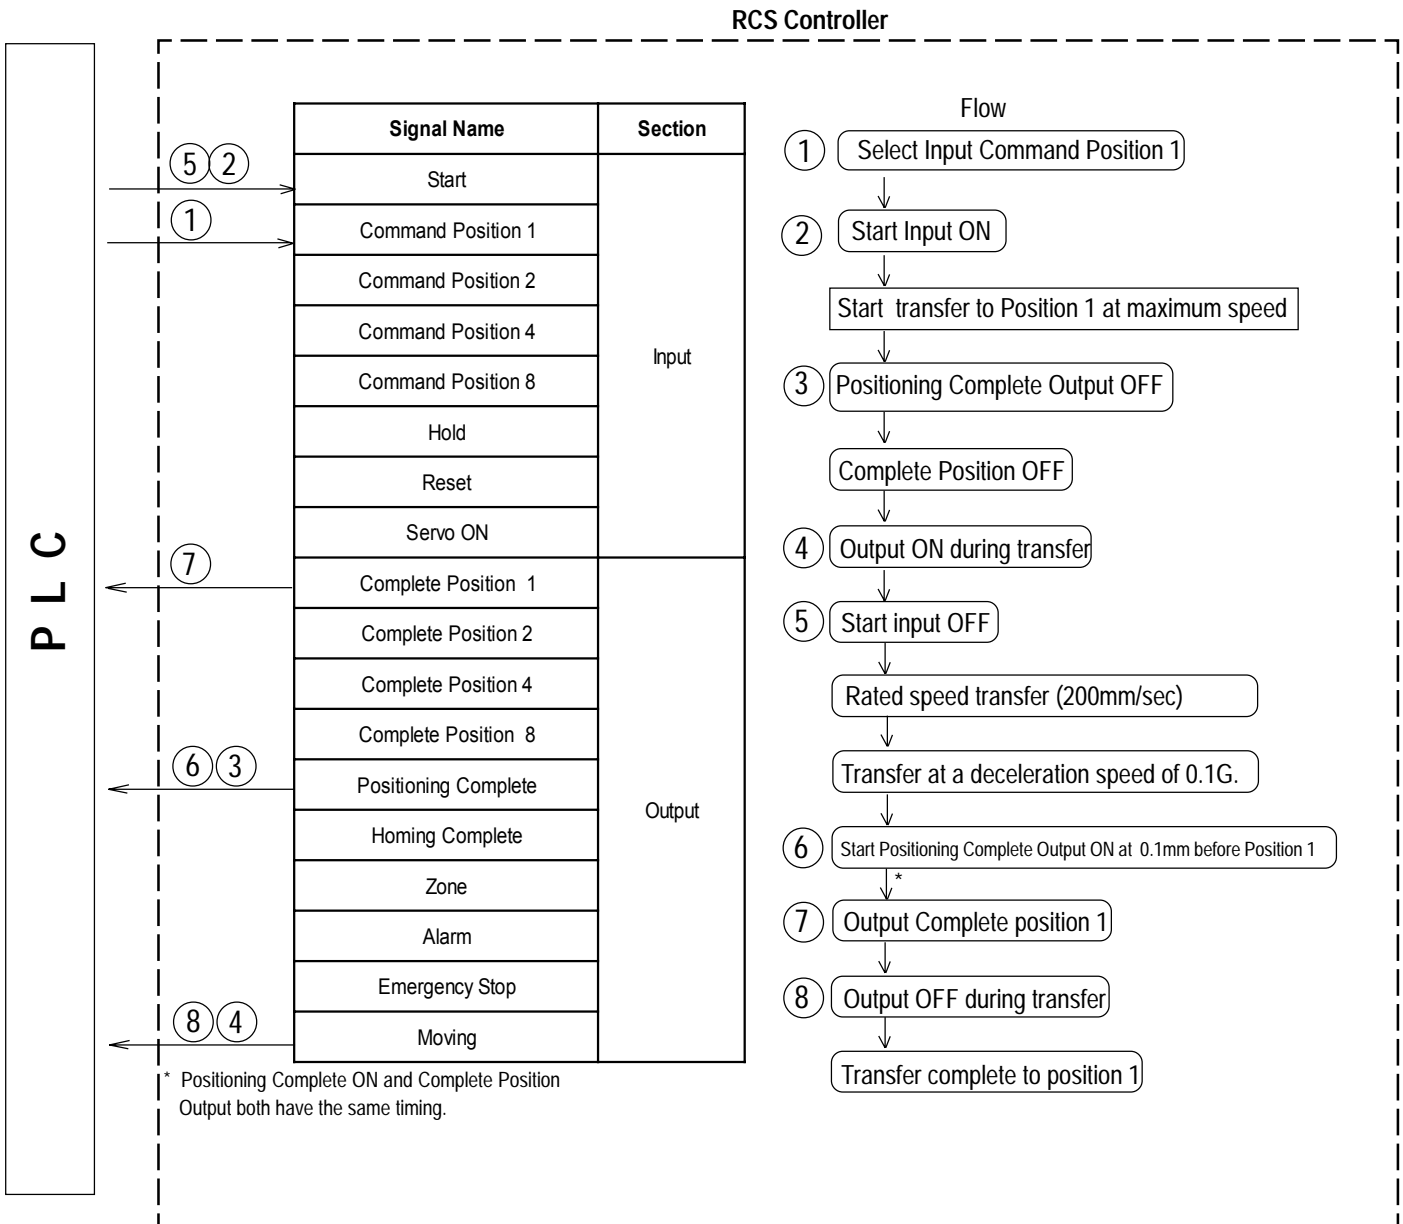 RCS Controller
PLC
Signal Name Section
5 2
Start
1
Command Position 1
Command Position 2
Command Position 4
Command Position 8
Input
Hold
Reset
Servo ON
7
Complete Position 1
Complete Position 2
Complete Position 4
Complete Position 8
6 3
Positioning Complete
Output
Homing Complete
Zone
Alarm
Emergency Stop
8 4
Moving
* Positioning Complete ON and Complete Position
Output both have the same timing.
Flow
1 Select Input Command Position 1
2 Start Input ON
Start transfer to Position 1 at maximum speed
3 Positioning Complete Output OFF
Complete Position OFF
4 Output ON during transfer
5 Start input OFF
Rated speed transfer (200mm/sec)
Transfer at a deceleration speed of 0.1G.
6 Start Positioning Complete Output ON at 0.1mm before Position 1
*
7 Output Complete position 1
8 Output OFF during transfer
Transfer complete to position 1